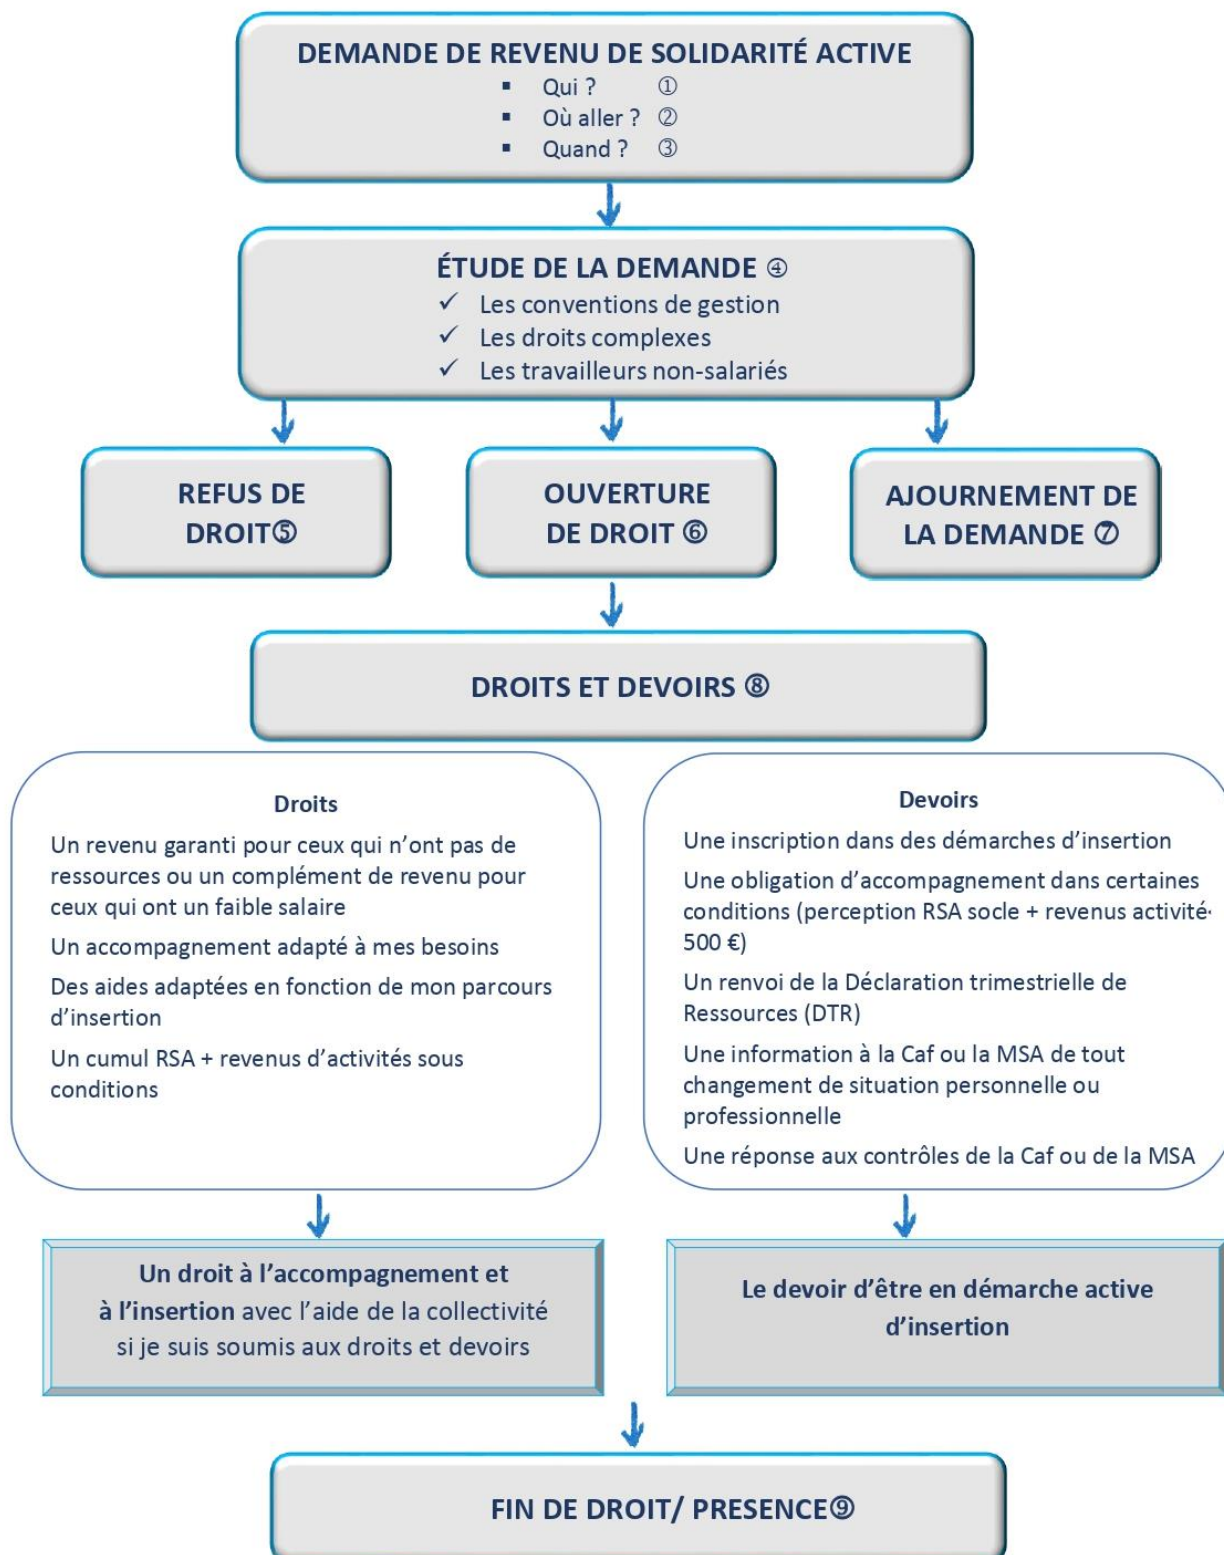 DEMANDE DE REVENU DE SOLIDARITÉ ACTIVE
▪ Qui ? ①
▪ Où aller ? ②
▪ Quand ? ③
ÉTUDE DE LA DEMANDE ④
✓ Les conventions de gestion
✓ Les droits complexes
✓ Les travailleurs non-salariés
REFUS DE
DROIT⑤
OUVERTURE
DE DROIT ⑥
AJOURNEMENT DE
LA DEMANDE ⑦
DROITS ET DEVOIRS ⑧
Droits
Un revenu garanti pour ceux qui n’ont pas de
ressources ou un complément de revenu pour
ceux qui ont un faible salaire
Un accompagnement adapté à mes besoins
Des aides adaptées en fonction de mon parcours
d’insertion
Un cumul RSA + revenus d’activités sous
conditions
Devoirs
Une inscription dans des démarches d’insertion
Une obligation d’accompagnement dans certaines
conditions (perception RSA socle + revenus activité
500 €)
Un renvoi de la Déclaration trimestrielle de
Ressources (DTR)
Une information à la Caf ou la MSA de tout
changement de situation personnelle ou
professionnelle
Une réponse aux contrôles de la Caf ou de la MSA
Un droit à l’accompagnement et
à l’insertion avec l’aide de la collectivité
si je suis soumis aux droits et devoirs
Le devoir d’être en démarche active
d’insertion
FIN DE DROIT/ PRESENCE⑨